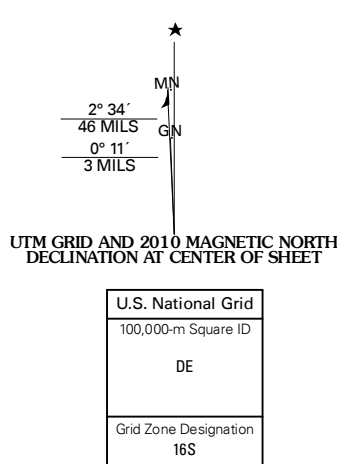 MN
2° 34´
46 MILS
GN
0° 11´
3 MILS
UTM GRID AND 2010 MAGNETIC NORTH
DECLINATION AT CENTER OF SHEET
U.S. National Grid
100,000-m Square ID
DE
Grid Zone Designation
16S